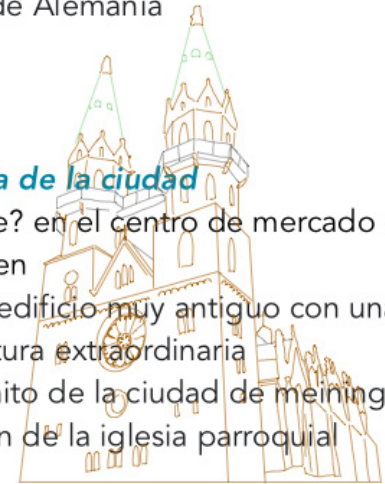 de Alemania
a de la ciudad
e? en el centro de mercado
en
edificio muy antiguo con una
tura extraordinaria
ito de la ciudad de meining
n de la iglesia parroquial